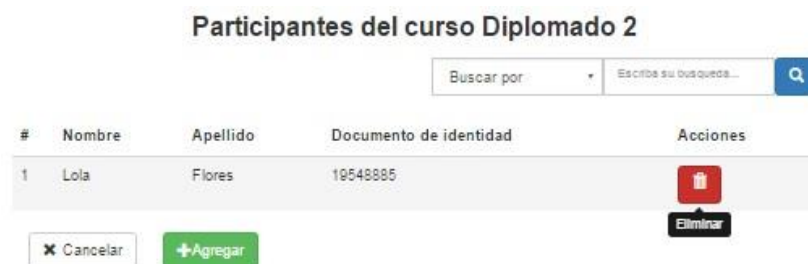 Participantes del curso Diplomado 2
Buscar por Escriba su busqueda...
# Nombre Apellido Documento de identidad Acciones
1 Lola Flores 19548885
Eliminar
Cancelar Agregar